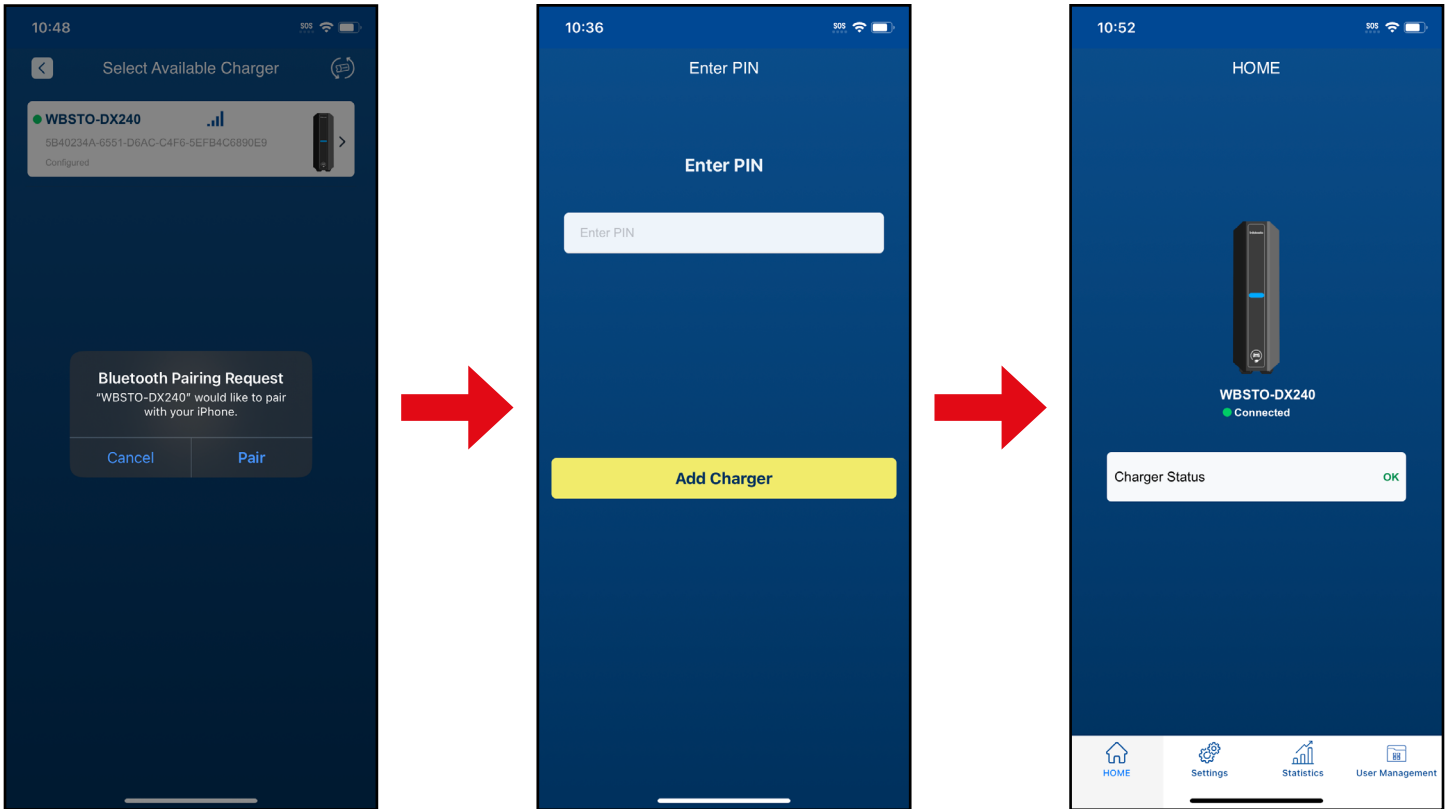 10:48
SOS
Select Available Charger
WBSTO-DX240
5B40234A-6551-D6AC-C4F6-5EFB4C6890E9
Configured
Bluetooth Pairing Request
"WBSTO-DX240" would like to pair
with your iPhone.
Cancel Pair
10:36
SOS
Enter PIN
Enter PIN
Enter PIN
Add Charger
10:52
SOS
HOME
WBSTO-DX240
Connected
Charger Status OK
HOME Settings Statistics User Management